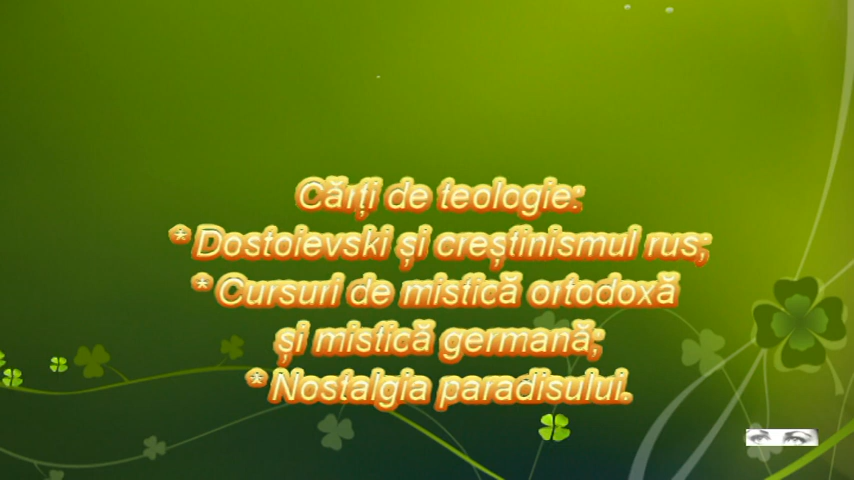 Cărți de teologie:
* Dostoievski și creștinismul rus;
* Cursuri de mistică ortodoxă
și mistică germană;
* Nostalgia paradisului.